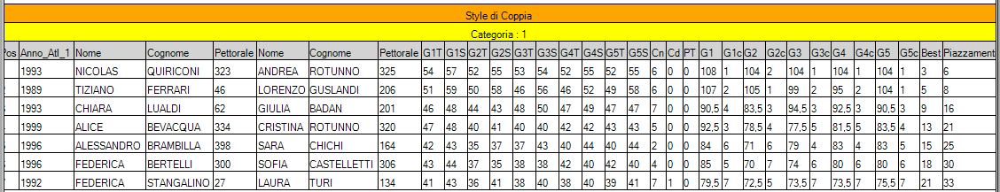 Style di Coppia
Categoria : 1
Anno_Atl_1 Nome Cognome Pettorale Nome Cognome Pettorale G1T G1S G2T G2S G3T G3S G4T G4S G5T G5S Cn Cd PT G1 G1c G2 G2c G3 G3c G4 G4c G5 G5c Best Piazzament
1993 NICOLAS QUIRICONI 323 ANDREA ROTUNNO 325 54 57 52 55 53 54 52 55 55 52 6 0 0 108 1 104 2 104 1 104 1 104 1 3 6
1989 TIZIANO FERRARI 46 LORENZO GUSLANDI 206 51 59 50 58 46 56 46 52 49 58 6 0 0 107 2 105 1 99 2 95 2 104 1 5 8
1993 CHIARA LUALDI 62 GIULIA BADAN 201 46 48 44 43 48 50 47 49 47 47 7 0 0 90,5 4 83,5 3 94,5 3 92,5 3 90,5 3 9 16
1999 ALICE BEVACQUA 334 CRISTINA ROTUNNO 320 47 48 40 41 40 40 42 42 43 43 5 0 0 92,5 3 78,5 4 77,5 5 81,5 5 83,5 4 13 21
1996 ALESSANDRO BRAMBILLA 398 SARA CHICHI 164 42 43 35 37 37 43 40 44 40 44 2 0 0 84 6 71 6 79 4 83 4 83 5 15 25
1996 FEDERICA BERTELLI 300 SOFIA CASTELLETTI 306 43 44 37 35 38 38 42 40 42 40 4 0 0 85 5 70 7 74 6 80 6 80 6 18 30
1992 FEDERICA STANGALINO 27 LAURA TURI 134 41 43 36 41 38 40 38 40 39 41 7 1 0 79,5 7 72,5 5 73,5 7 73,5 7 75,5 7 21 33